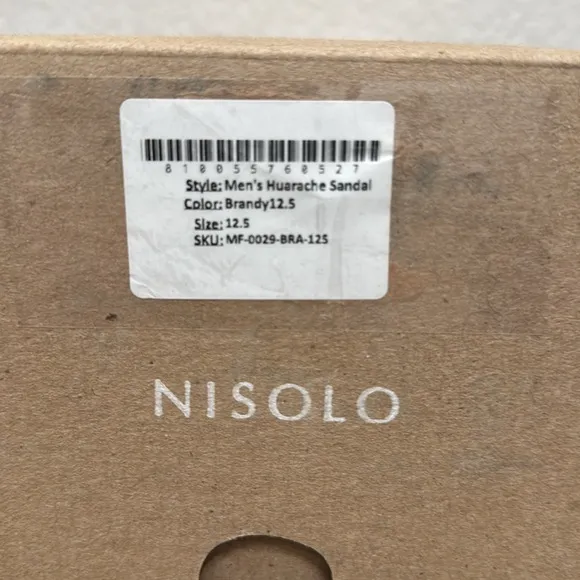 810055760527
Style: Men's Huarache Sandal
Color: Brandy12.5
Size: 12.5
SKU: MF-0029-BRA-125
NISOLO